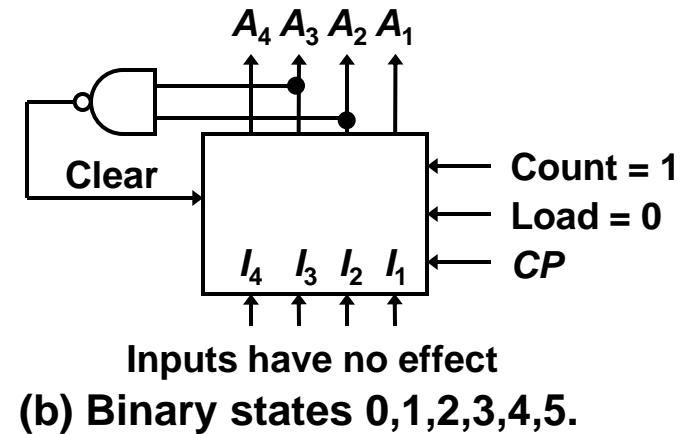 A4 A3 A2 A1
Clear
Count = 1
Load = 0
CP
I4 I3 I2 I1
Inputs have no effect
(b) Binary states 0,1,2,3,4,5.